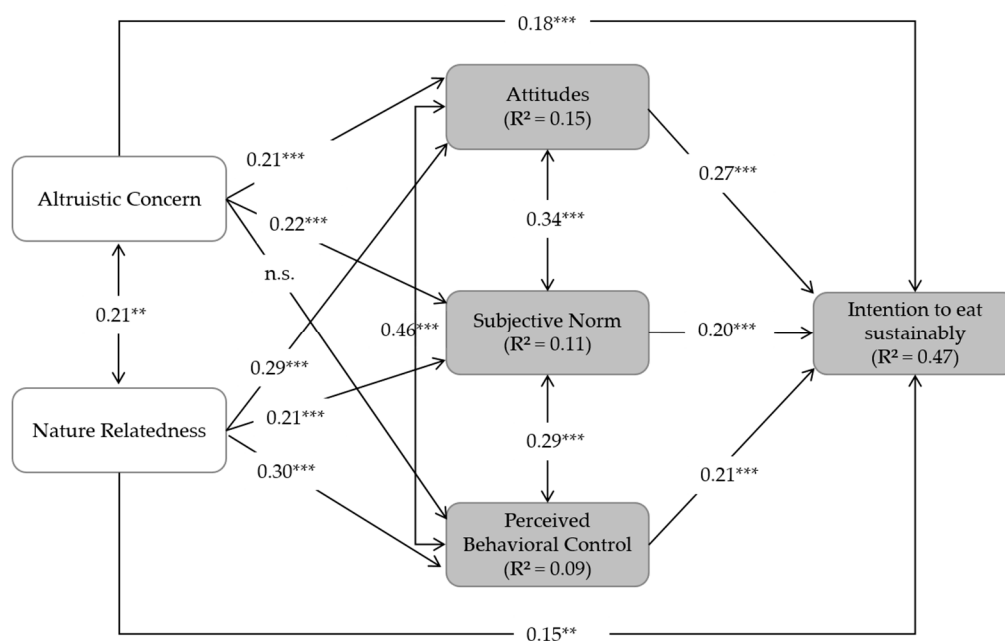 0.18***
Attitudes
(R² = 0.15)
0.21***
0.27***
Altruistic Concern
0.22***
0.34***
n.s.
Intention to eat
sustainably
(R² = 0.47)
0.21**
0.46***
Subjective Norm
(R² = 0.11)
0.20***
0.29***
0.21***
Nature Relatedness
0.29***
0.30***
0.21***
Perceived
Behavioral Control
(R² = 0.09)
0.15**